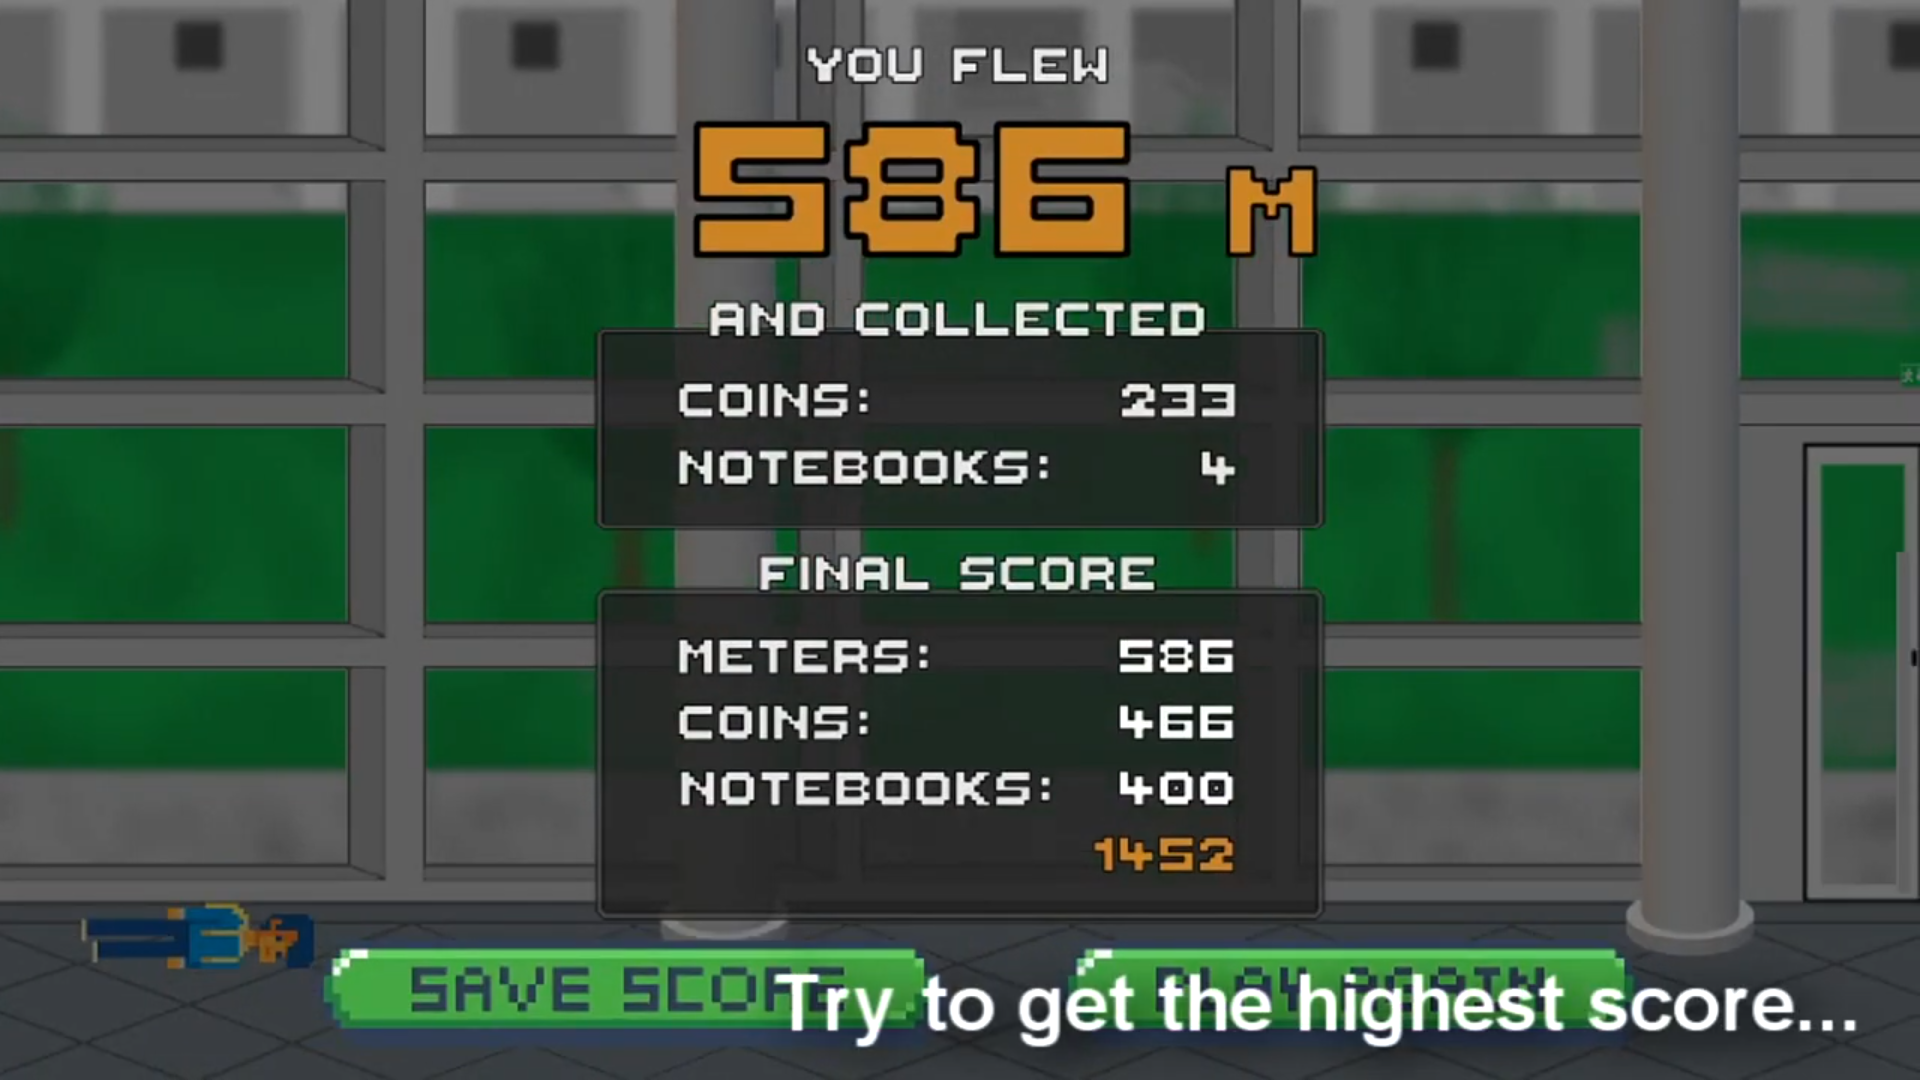 YOU FLEW
586 M
AND COLLECTED
COINS: 233
NOTEBOOKS: 4
FINAL SCORE
METERS: 586
COINS: 466
NOTEBOOKS: 400
1452
SAVE SCORE
PLAY AGAIN
Try to get the highest score...